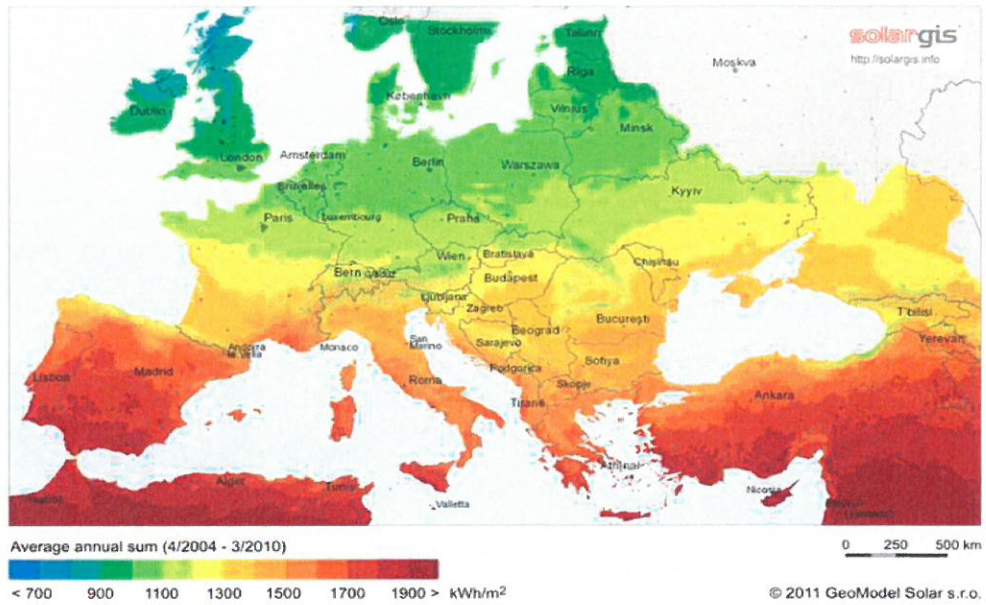 Oslo
Stockholm
Tallinn
solargis
http://solargis.info
Moskva
Riga
København
Dublin
Vilnius
Minsk
London
Amsterdam
Berlin
Warszawa
Bruxelles
Kyyiv
Paris
Luxembourg
Praha
Wien
Bratislava
Bern
Vaduz
Budapest
Chișinău
Ljubljana
Zagreb
Beograd
București
T'bilisi
San
Marino
Sarajevo
Yerevan
Andorra
la Vella
Monaco
Podgorica
Sofiya
Lisboa
Madrid
Roma
Skopje
Tiranë
Ankara
Athinai
Alger
Tunis
Valletta
Nicosia
Average annual sum (4/2004 - 3/2010)
0 250 500 km
< 700 900 1100 1300 1500 1700 1900 > kWh/m²
© 2011 GeoModel Solar s.r.o.